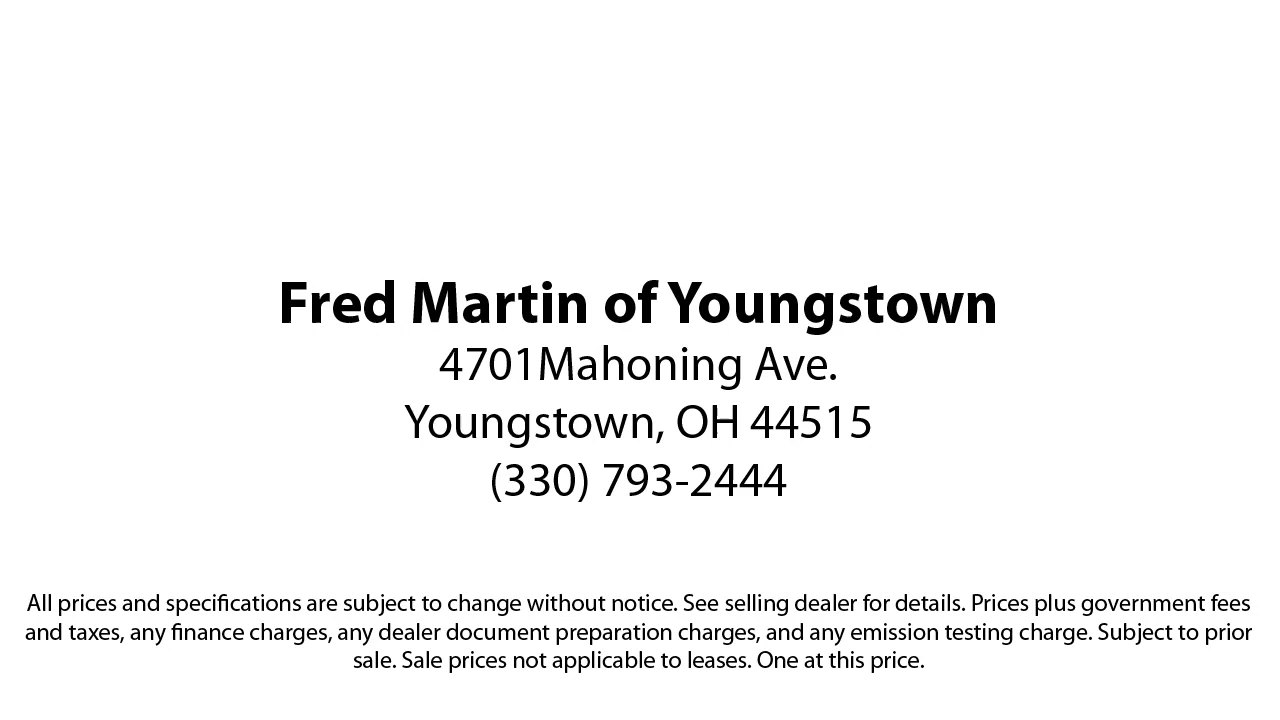 Fred Martin of Youngstown
4701Mahoning Ave.
Youngstown, OH 44515
(330) 793-2444
All prices and specifications are subject to change without notice. See selling dealer for details. Prices plus government fees
and taxes, any finance charges, any dealer document preparation charges, and any emission testing charge. Subject to prior
sale. Sale prices not applicable to leases. One at this price.